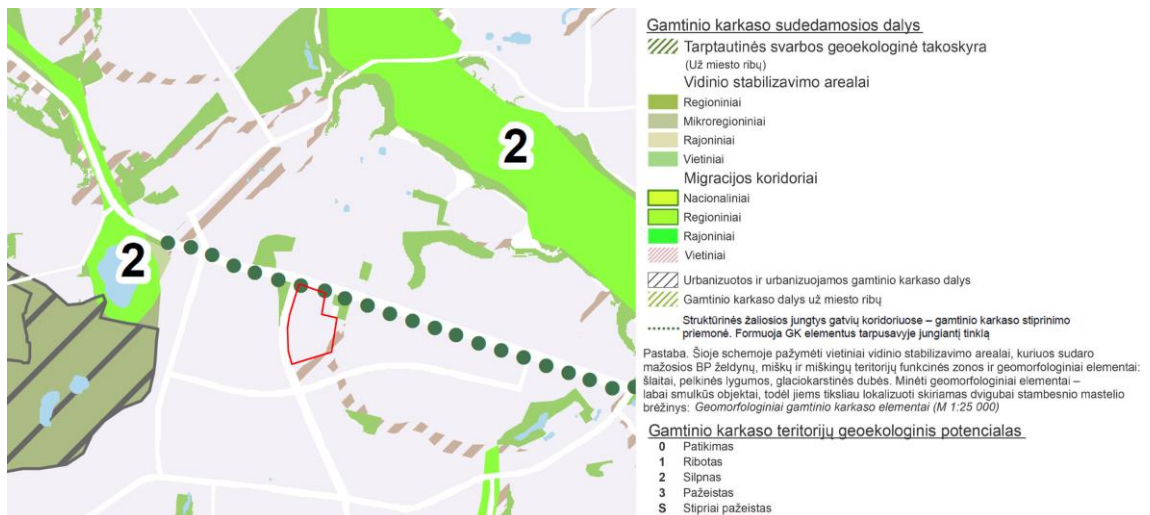 2
2
Gamtinio karkaso sudedamosios dalys
Tarptautinės svarbos geoekologinė takoskyra
(Už miesto ribų)
Vidinio stabilizavimo arealai
Regioniniai
Mikroregioniniai
Rajoniniai
Vietiniai
Migracijos koridoriai
Nacionaliniai
Regioniniai
Rajoniniai
Vietiniai
Urbanizuotos ir urbanizuojamos gamtinio karkaso dalys
Gamtinio karkaso dalys už miesto ribų
Struktūrinės žaliosios jungtys gatvių koridoriuose – gamtinio karkaso stiprinimo
priemonė. Formuoja GK elementus tarpusavyje jungiantį tinklą
Pastaba. Šioje schemoje pažymėti vietiniai vidinio stabilizavimo arealai, kuriuos sudaro
mažosios BP želdynų, miškų ir miškingų teritorijų funkcinės zonos ir geomorfologiniai elementai:
šlaitai, pelkinės lygumos, glaciokarstinės dubės. Minėti geomorfologiniai elementai –
labai smulkūs objektai, todėl jiems tiksliau lokalizuoti skiriamas dvigubai stambesnio mastelio
brėžinys: Geomorfologiniai gamtinio karkaso elementai (M 1:25 000)
Gamtinio karkaso teritorijų geoekologinis potencialas
0 Patikimas
1 Ribotas
2 Silpnas
3 Pažeistas
S Stipriai pažeistas